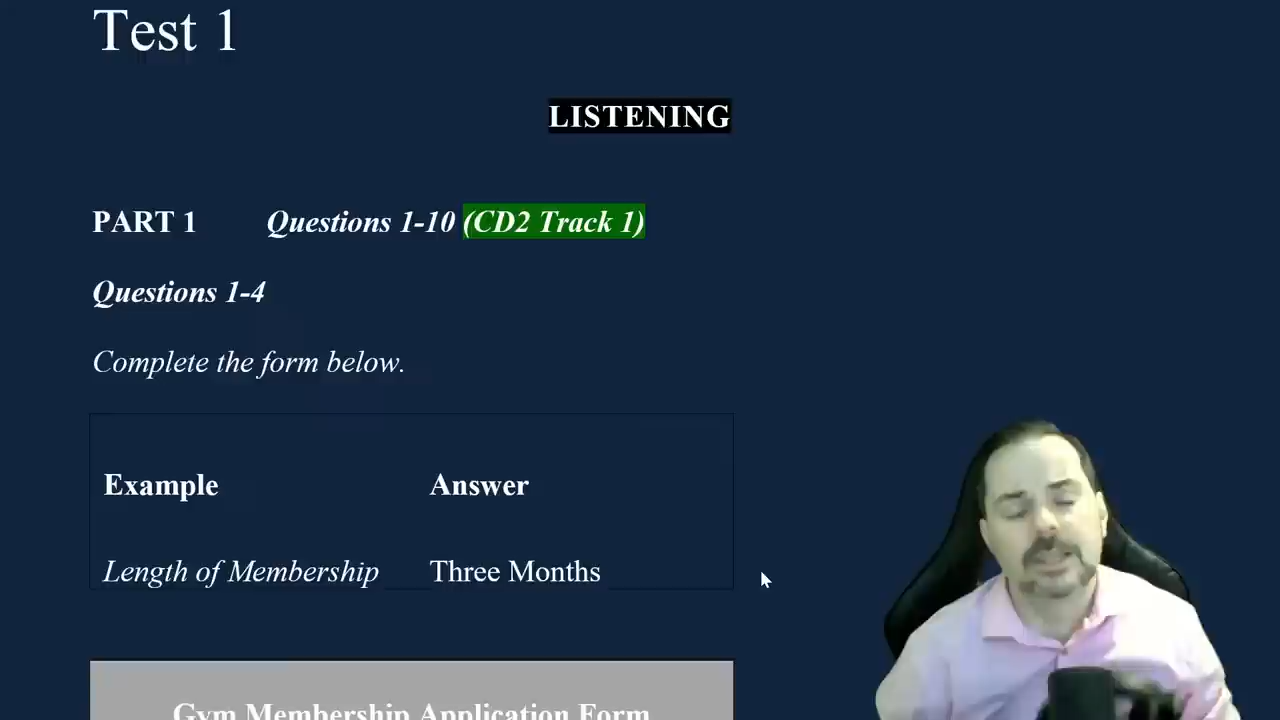 Test 1
LISTENING
PART 1 Questions 1-10 (CD2 Track 1)
Questions 1-4
Complete the form below.
Example Answer
Length of Membership Three Months
Gym Membership Application Form